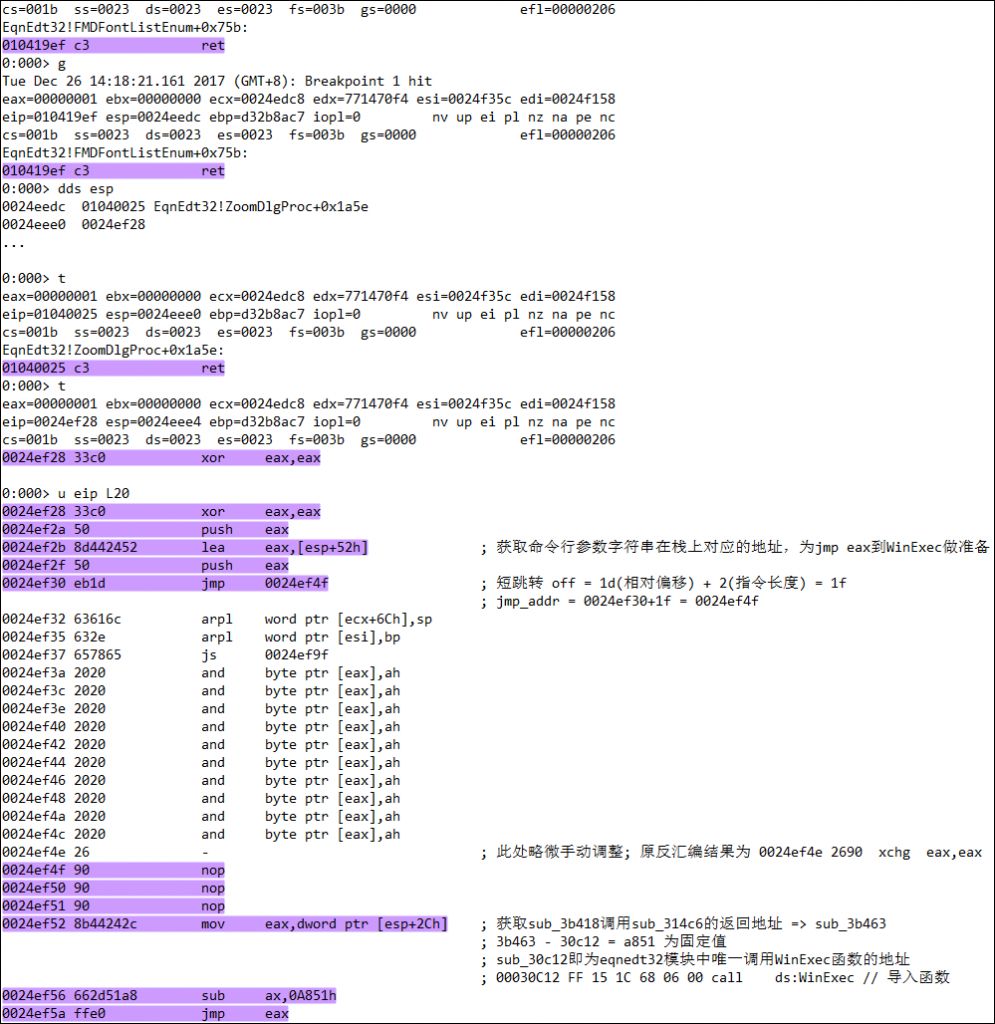 cs=001b  ss=0023  ds=0023  es=0023  fs=003b  gs=0000             efl=00000206
EqnEdt32!FMDFontListEnum+0x75b:
010419ef c3              ret
0:000> g
Tue Dec 26 14:18:21.161 2017 (GMT+8): Breakpoint 1 hit
eax=00000001 ebx=00000000 ecx=0024edc8 edx=771470f4 esi=0024f35c edi=0024f158
eip=010419ef esp=0024eedc ebp=d32b8ac7 iopl=0         nv up ei pl nz na pe nc
cs=001b  ss=0023  ds=0023  es=0023  fs=003b  gs=0000             efl=00000206
EqnEdt32!FMDFontListEnum+0x75b:
010419ef c3              ret
0:000> dds esp
0024eedc  01040025 EqnEdt32!ZoomDlgProc+0x1a5e
0024eee0  0024ef28
...
0:000> t
eax=00000001 ebx=00000000 ecx=0024edc8 edx=771470f4 esi=0024f35c edi=0024f158
eip=01040025 esp=0024eee0 ebp=d32b8ac7 iopl=0         nv up ei pl nz na pe nc
cs=001b  ss=0023  ds=0023  es=0023  fs=003b  gs=0000             efl=00000206
EqnEdt32!ZoomDlgProc+0x1a5e:
01040025 c3              ret
0:000> t
eax=00000001 ebx=00000000 ecx=0024edc8 edx=771470f4 esi=0024f35c edi=0024f158
eip=0024ef28 esp=0024eee4 ebp=d32b8ac7 iopl=0         nv up ei pl nz na pe nc
cs=001b  ss=0023  ds=0023  es=0023  fs=003b  gs=0000             efl=00000206
0024ef28 33c0            xor     eax,eax
0:000> u eip L20
0024ef28 33c0            xor     eax,eax
0024ef2a 50              push    eax
0024ef2b 8d442452        lea     eax,[esp+52h]              ; 获取命令行参数字符串在栈上对应的地址，为jmp eax到WinExec做准备
0024ef2f 50              push    eax
0024ef30 eb1d            jmp     0024ef4f                   ; 短跳转 off = 1d(相对偏移) + 2(指令长度) = 1f
; jmp_addr = 0024ef30+1f = 0024ef4f
0024ef32 63616c          arpl    word ptr [ecx+6Ch],sp
0024ef35 632e            arpl    word ptr [esi],bp
0024ef37 657865          js      0024ef9f
0024ef3a 2020            and     byte ptr [eax],ah
0024ef3c 2020            and     byte ptr [eax],ah
0024ef3e 2020            and     byte ptr [eax],ah
0024ef40 2020            and     byte ptr [eax],ah
0024ef42 2020            and     byte ptr [eax],ah
0024ef44 2020            and     byte ptr [eax],ah
0024ef46 2020            and     byte ptr [eax],ah
0024ef48 2020            and     byte ptr [eax],ah
0024ef4a 2020            and     byte ptr [eax],ah
0024ef4c 2020            and     byte ptr [eax],ah
0024ef4e 26              -                                  ; 此处略微手动调整; 原反汇编结果为 0024ef4e 2690  xchg  eax,eax
0024ef4f 90              nop
0024ef50 90              nop
0024ef51 90              nop
0024ef52 8b44242c        mov     eax,dword ptr [esp+2Ch]    ; 获取sub_3b418调用sub_314c6的返回地址 => sub_3b463
; 3b463 - 30c12 = a851 为固定值
; sub_30c12即为eqnedt32模块中唯一调用WinExec函数的地址
; 00030C12 FF 15 1C 68 06 00 call    ds:WinExec // 导入函数
0024ef56 662d51a8        sub     ax,0A851h
0024ef5a ffe0            jmp     eax